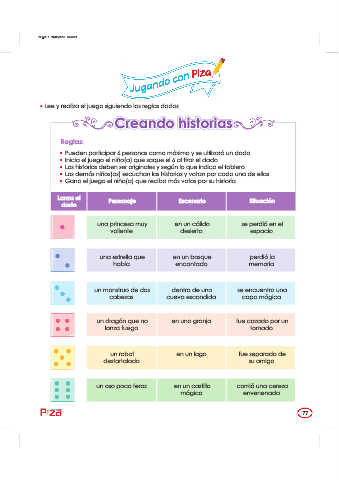 Jugando con Piza
Lee y realiza el juego siguiendo las reglas dadas
Creando historias
Reglas:
Pueden participar 6 personas como máximo y se utilizará un dado
Inicia el juego el niño(a) que saque el 6 al tirar el dado
Las historias deben ser originales y según lo que indica el tablero
Los demás niños(as) escuchan las historias y votan por cada una de ellas
Gana el juego el niño(a) que reciba más votos por su historia
Lanza el dado
Personaje
Escenario
Situación
una princesa muy valiente
en un cálido desierto
se perdió en el espacio
una estrella que habla
en un bosque encantado
perdió la memoria
un monstruo de dos cabezas
dentro de una cueva escondida
se encuentra una capa mágica
un dragón que no lanza fuego
en una granja
fue cazado por un tornado
un robot destartalado
en un lago
fue separado de su amigo
un oso poco feroz
en un castillo mágico
comió una cereza envenenada
Piza
77